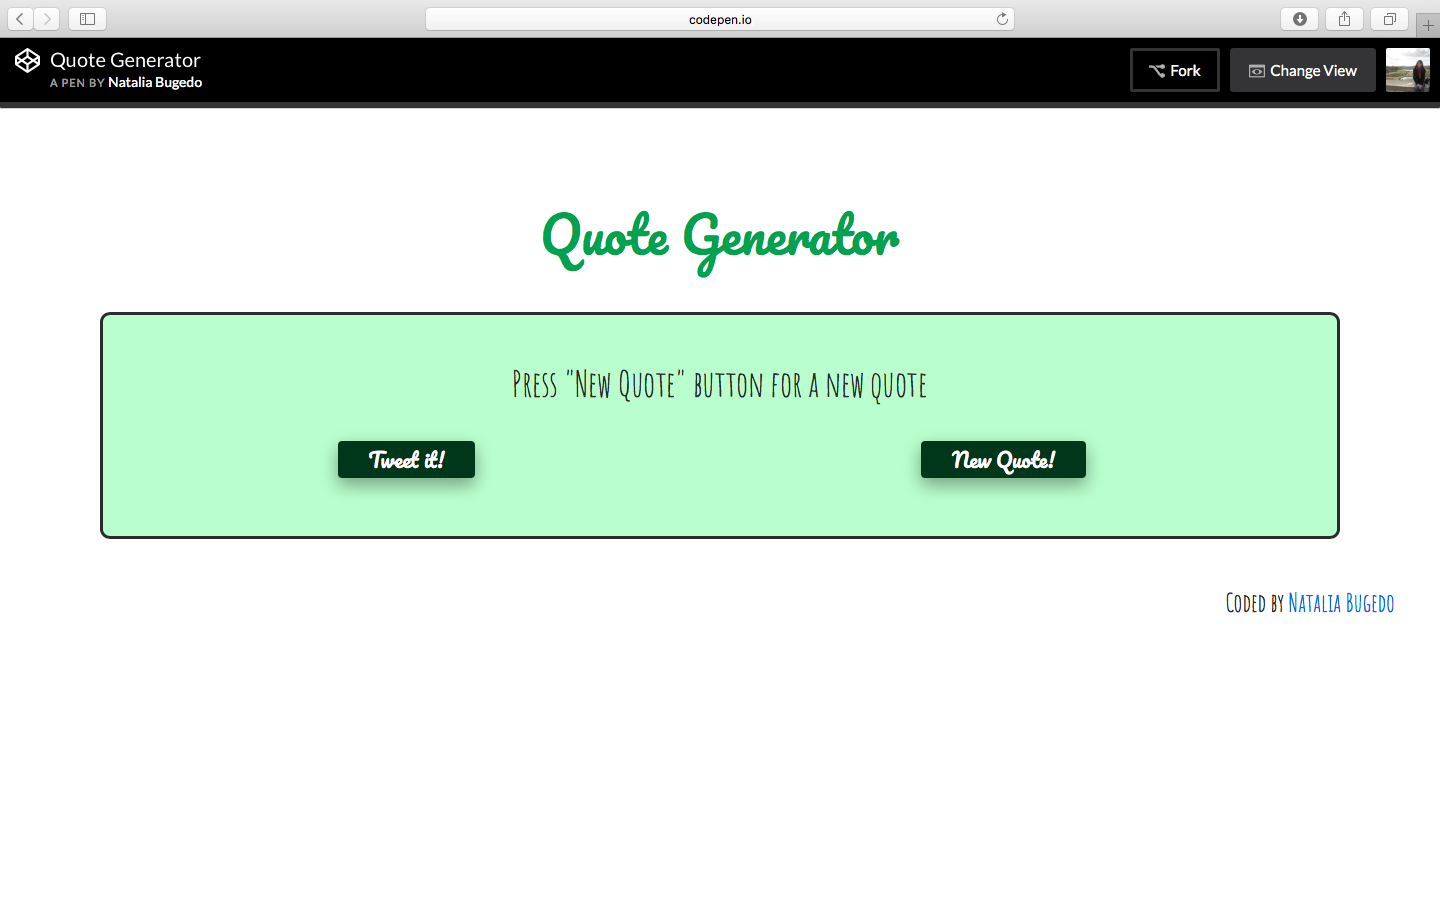 codepen.io
Quote Generator
A PEN BY Natalia Bugedo
Fork
Change View
Quote Generator
Press "New Quote" button for a new quote
Tweet it!
New Quote!
Coded by Natalia Bugedo